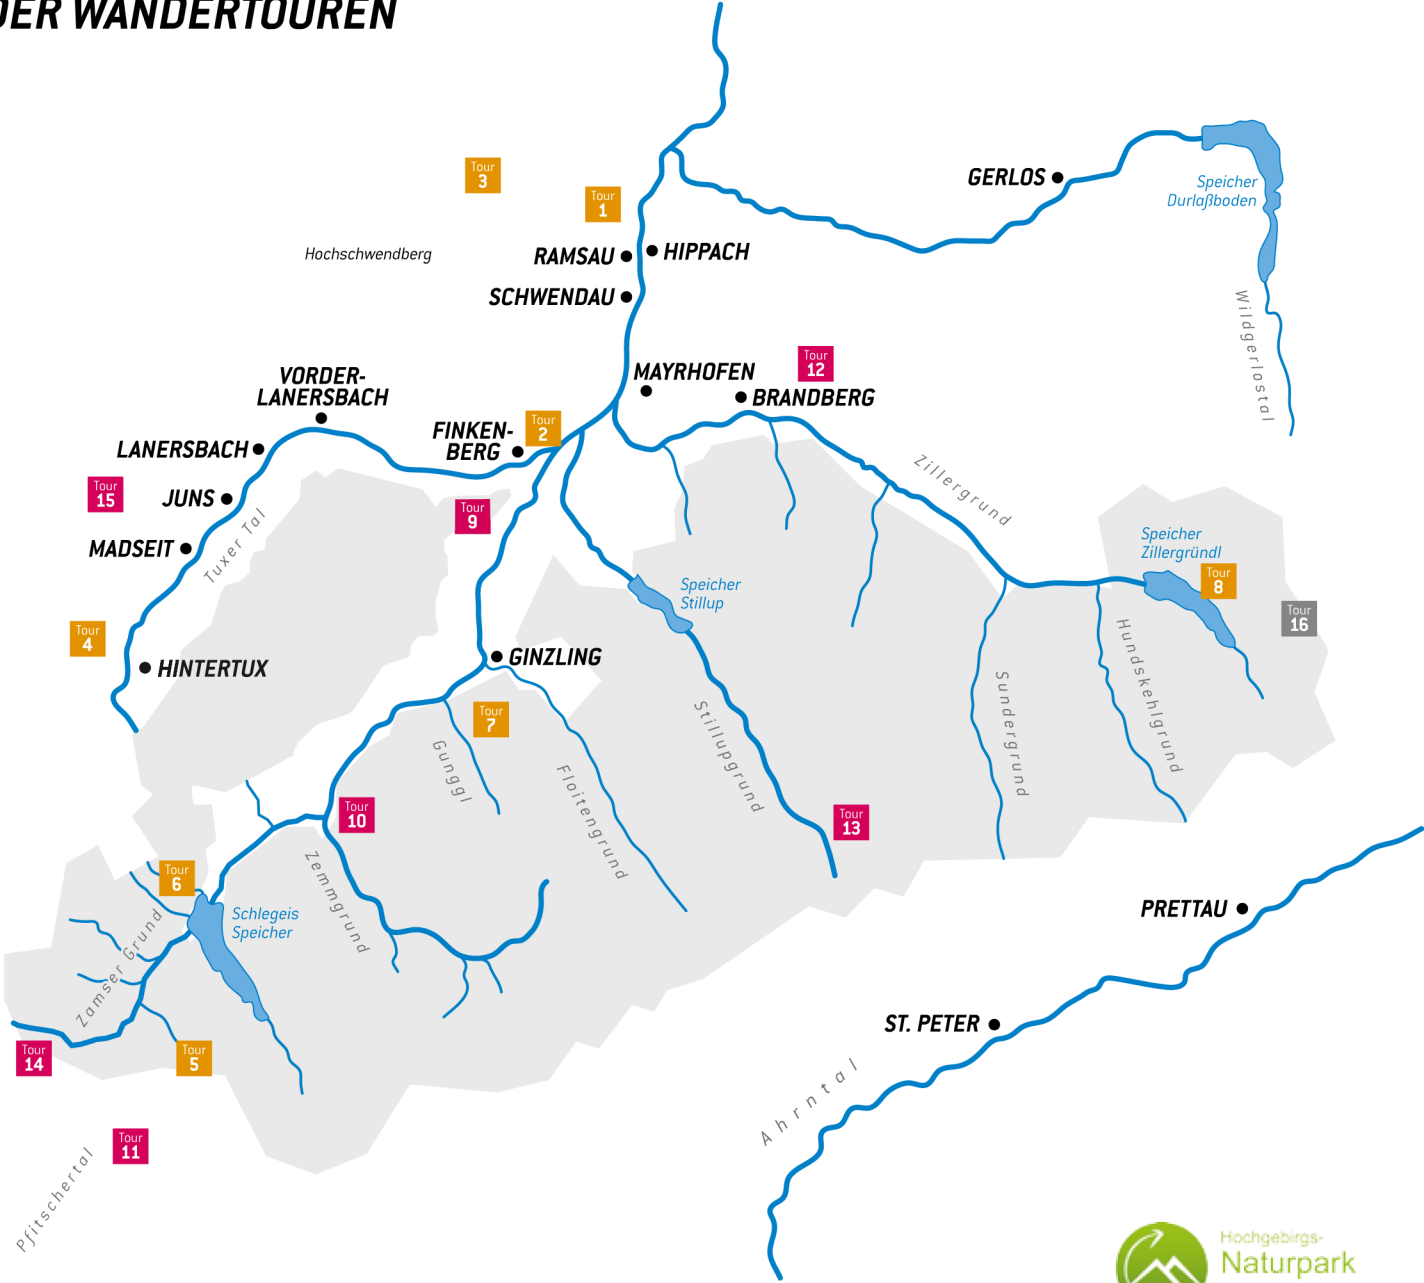 DER WANDERTOUREN
Tour
3
Tour
1
GERLOS
Speicher
Durlaßboden
Hochschwendberg
RAMSAU
HIPPACH
SCHWENDAU
Wildgerlostal
Tour
12
MAYRHOFEN
BRANDBERG
VORDER-
LANERSBACH
FINKEN-
BERG
Tour
2
LANERSBACH
Tour
15
JUNS
Tour
9
Zillergrund
MADSEIT
Tuxer Tal
Speicher
Zillergründl
Tour
8
Speicher
Stillup
Tour
16
Tour
4
HINTERTUX
GINZLING
Hundskehlgrund
Sundergrund
Stillupgrund
Tour
7
Gunggl
Floitengrund
Tour
10
Tour
13
Zemmgrund
Tour
6
Schlegeis
Speicher
Zamser Grund
PRETTAU
ST. PETER
Tour
14
Tour
5
Ahrntal
Tour
11
Pfitschertal
Hochgebirgs-
Naturpark